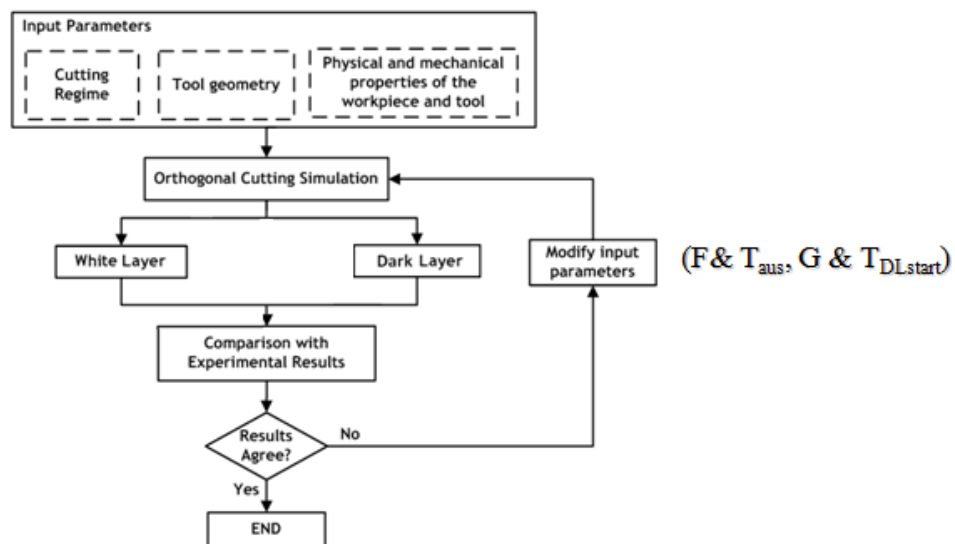 Input Parameters
Cutting
Regime
Tool geometry
Physical and mechanical
properties of the
workpiece and tool
Orthogonal Cutting Simulation
White Layer
Dark Layer
Modify input
parameters
(F& Taus, G & TDLstart)
Comparison with
Experimental Results
Results
Agree?
No
Yes
END